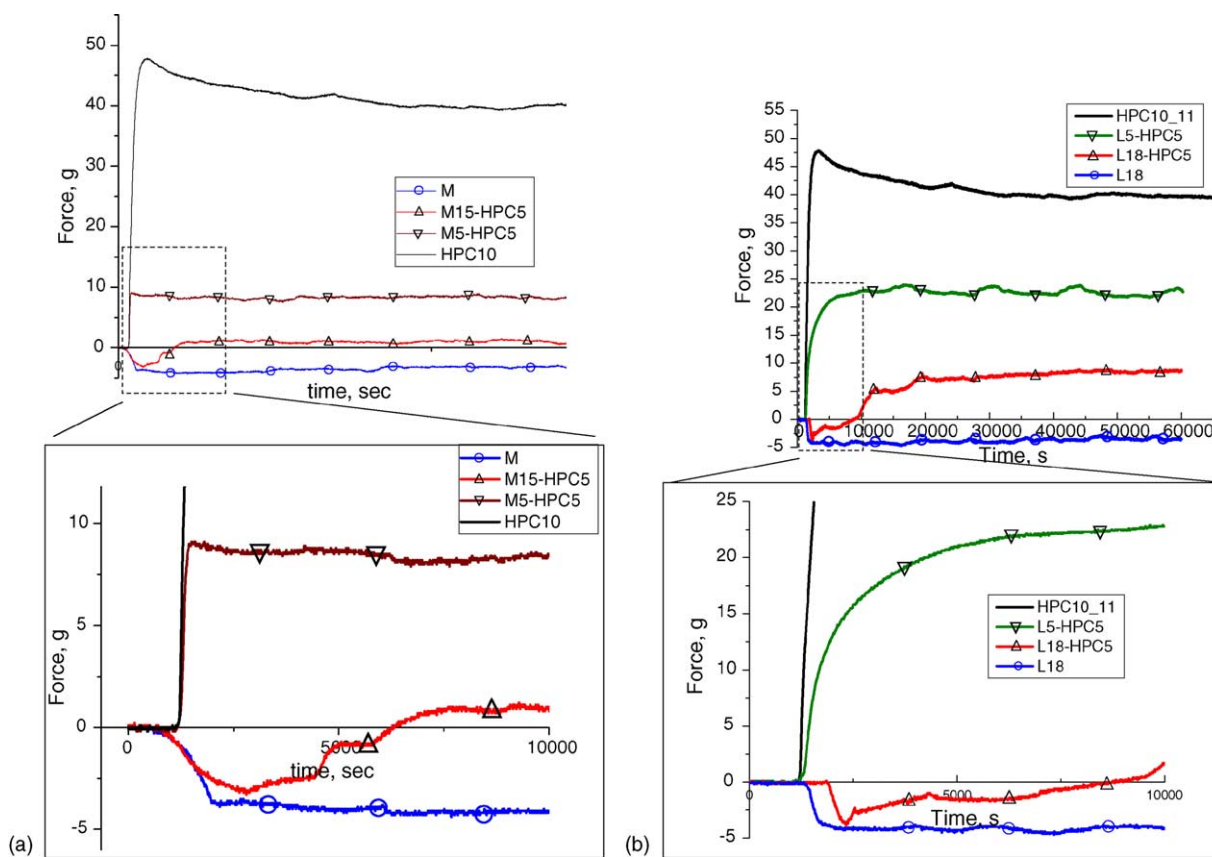 50
40
30
20
10
0
Force, g
0
time, sec
M
M15-HPC5
M5-HPC5
HPC10
M
M15-HPC5
M5-HPC5
HPC10
10
5
0
-5
Force, g
0
5000
10000
time, sec
(a)
55
50
45
40
35
30
25
20
15
10
5
0
-5
Force, g
0 10000 20000 30000 40000 50000 60000
Time, s
HPC10_11
L5-HPC5
L18-HPC5
L18
25
20
15
10
5
0
-5
Force, g
0
5000
10000
Time, s
HPC10_11
L5-HPC5
L18-HPC5
L18
(b)